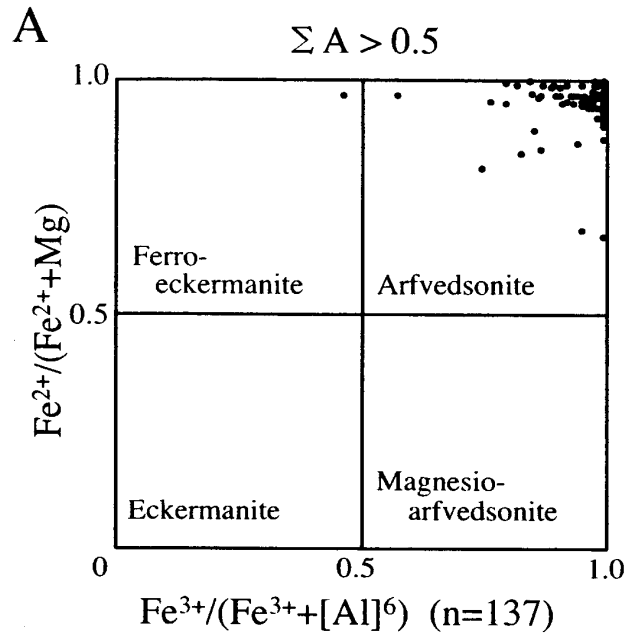 A
Σ A > 0.5
1.0
Ferro-
eckermanite
Arfvedsonite
Fe²⁺/(Fe²⁺+Mg)
0.5
Eckermanite
Magnesio-
arfvedsonite
0
0.5
1.0
Fe³⁺/(Fe³⁺+[Al]⁶) (n=137)